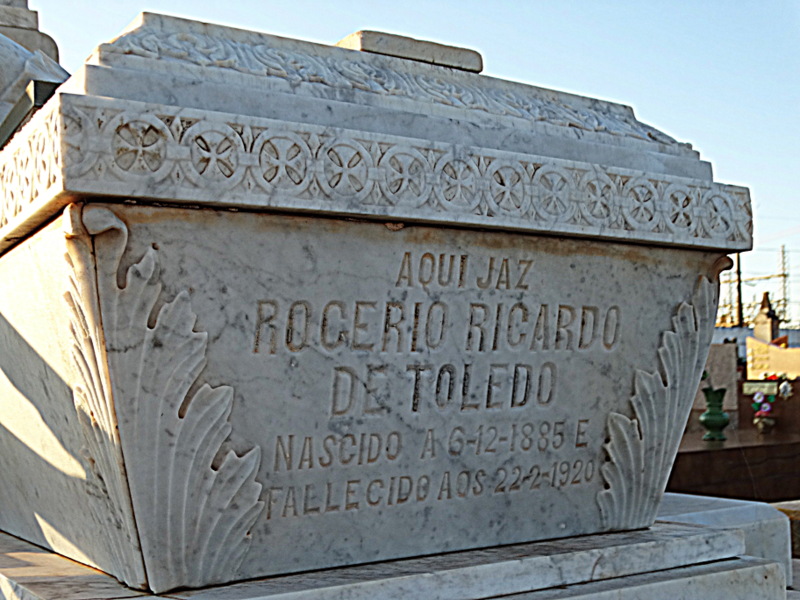 AQUI JAZ
ROGERIO RICARDO
DE TOLEDO
NASCIDO A 6-12-1885 E
FALLECIDO AOS 22-2-1920